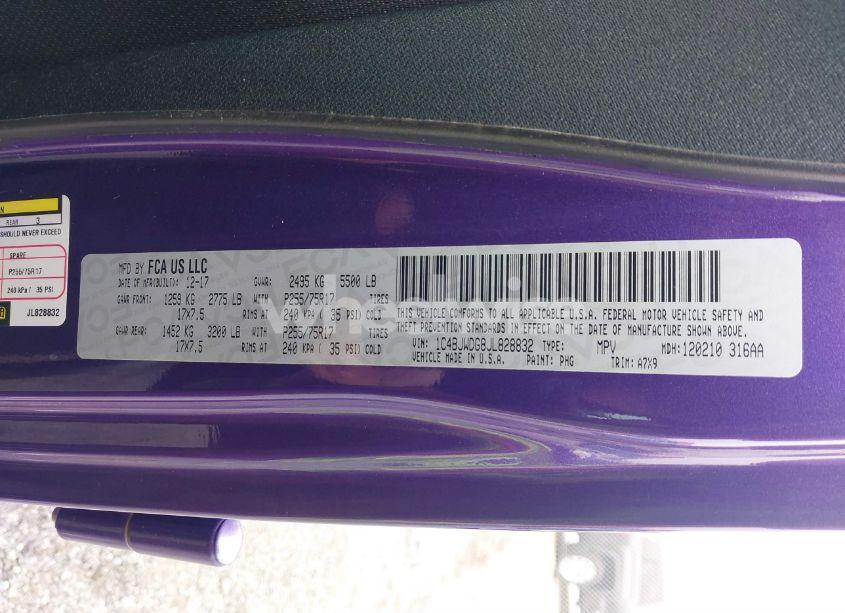 N
REAR 3
SHOULD NEVER EXCEED
SPARE
P255/75R17
240 kPa ( 35 PSI)
JL828832
MFD BY FCA US LLC
DATE OF MFR(BUILT): 12-17 GVWR: 2495 KG 5500 LB
GAWR FRONT: 1259 KG 2775 LB WITH P255/75R17 TIRES
17X7.5 RIMS AT 240 KPA ( 35 PSI) COLD
GAWR REAR: 1452 KG 3200 LB WITH P255/75R17 TIRES
17X7.5 RIMS AT 240 KPA ( 35 PSI) COLD
THIS VEHICLE CONFORMS TO ALL APPLICABLE U.S.A. FEDERAL MOTOR VEHICLE SAFETY AND
THEFT PREVENTION STANDARDS IN EFFECT ON THE DATE OF MANUFACTURE SHOWN ABOVE.
VIN: 1C4BJWDG8JL828832 TYPE: MPV MDH: 120210 316AA
VEHICLE MADE IN U.S.A. PAINT: PHG TRIM: A7X9